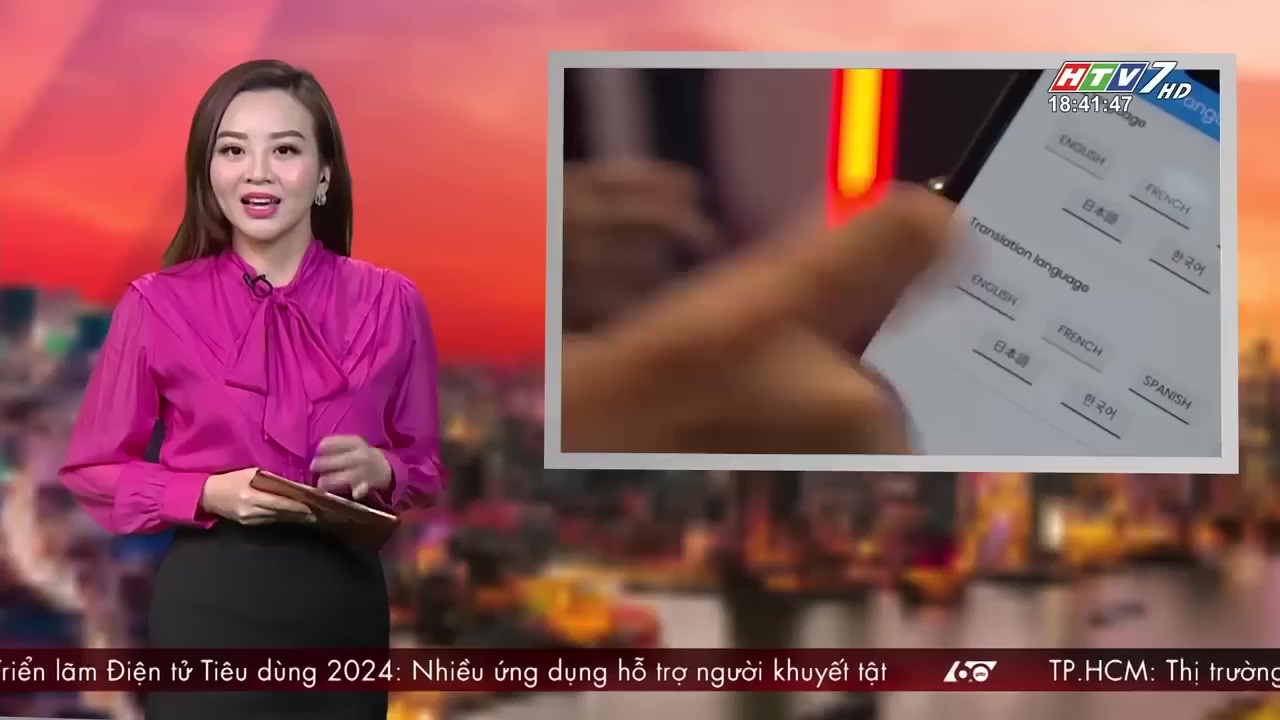 HTV7 HD
18:41:47
ENGLISH
FRENCH
日本語
한국어
Translation language
ENGLISH
FRENCH
SPANISH
日本語
한국어
Triển lãm Điện tử Tiêu dùng 2024: Nhiều ứng dụng hỗ trợ người khuyết tật 60 TP.HCM: Thị trường